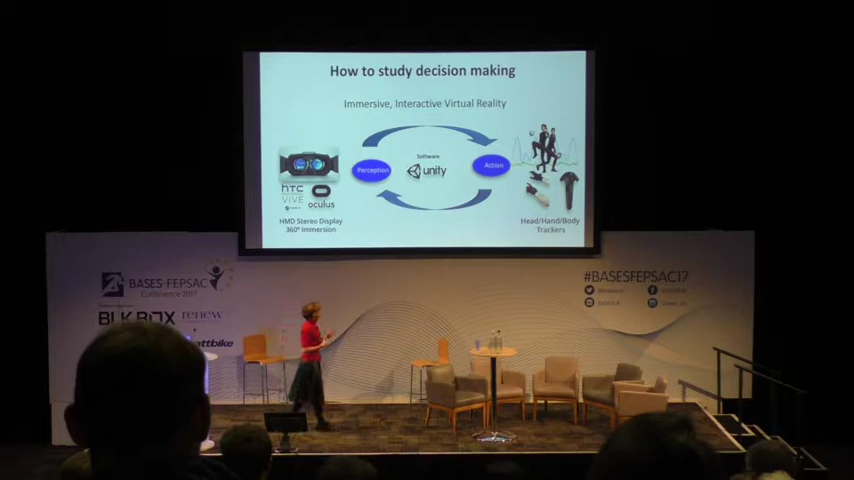 How to study decision making
Immersive, Interactive Virtual Reality
Software
Perception
unity
Action
hTC
VIVE
oculus
HMD Stereo Display
360° Immersion
Head/Hand/Body
Trackers
BASES-FEPSAC
Conference 2017
BLK BOX
renew
wattbike
#BASESFEPSAC17